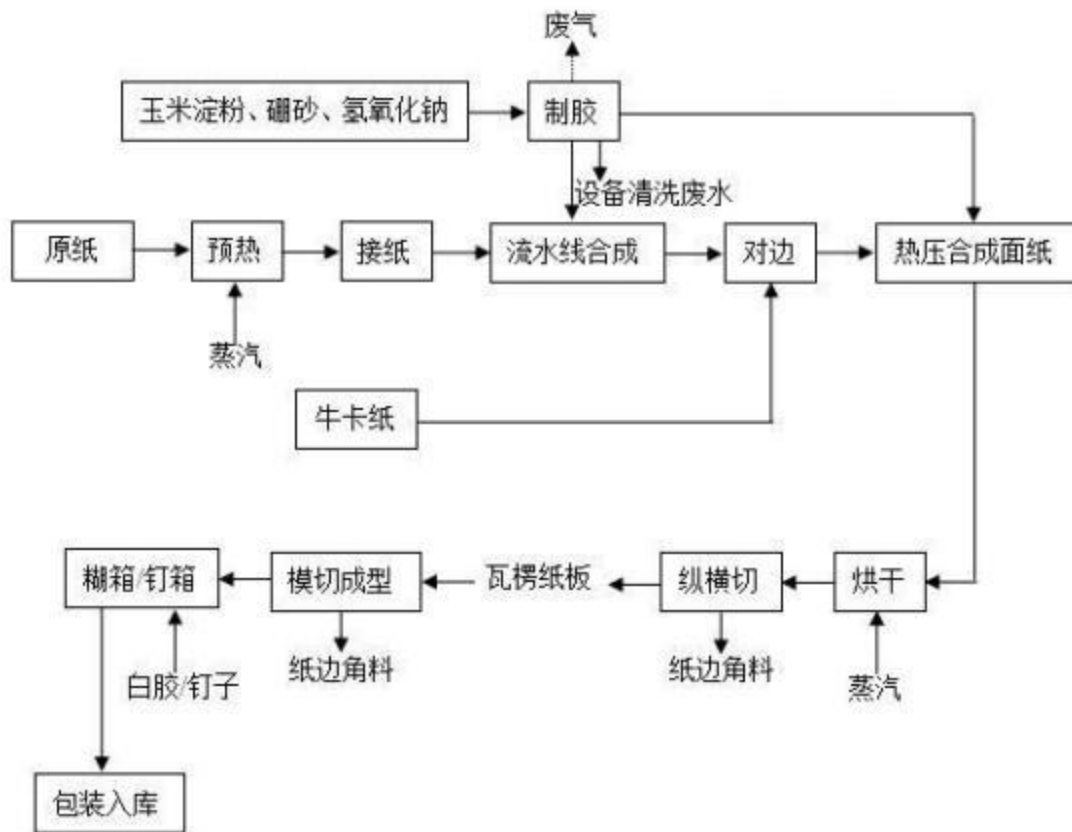 废气
玉米淀粉、硼砂、氢氧化钠
制胶
设备清洗废水
原纸
预热
接纸
流水线合成
对边
热压合成面纸
蒸汽
牛卡纸
糊箱/钉箱
模切成型
瓦楞纸板
纵横切
烘干
白胶/钉子
纸边角料
纸边角料
蒸汽
包装入库